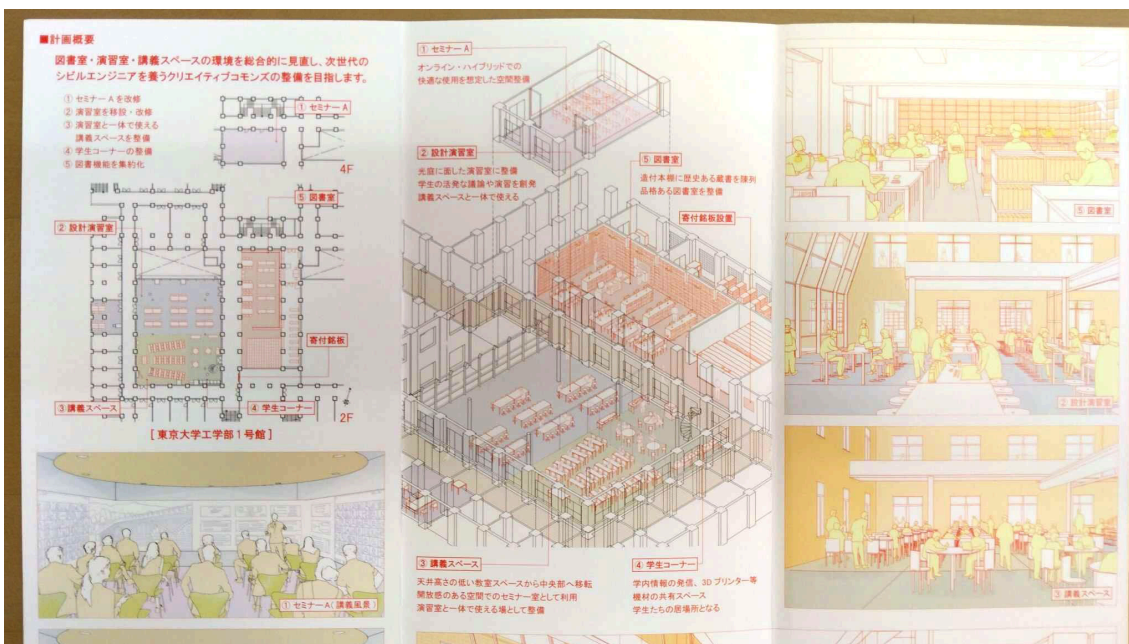 ■計画概要
図書室・演習室・講義スペースの環境を総合的に見直し、次世代の
シビルエンジニアを養うクリエイティブコモンズの整備を目指します。
① セミナーAを改修
② 演習室を移設・改修
③ 演習室と一体で使える
講義スペースを整備
④ 学生コーナーの整備
⑤ 図書機能を集約化
① セミナーA
4F
⑤ 図書室
② 設計演習室
寄付銘板
③ 講義スペース
④ 学生コーナー
2F
[東京大学工学部1号館]
① セミナーA(講義風景)
① セミナーA
オンライン・ハイブリッドでの
快適な使用を想定した空間整備
② 設計演習室
光庭に面した演習室に整備
学生の活発な議論や演習を創発
講義スペースと一体で使える
⑤ 図書室
造付本棚に歴史ある蔵書を陳列
品格ある図書室を整備
寄付銘板設置
③ 講義スペース
天井高さの低い教室スペースから中央部へ移転
開放感のある空間でのセミナー室として利用
演習室と一体で使える場として整備
④ 学生コーナー
学内情報の発信、3Dプリンター等
機材の共有スペース
学生たちの居場所となる
⑤ 図書室
② 設計演習室
③ 講義スペース